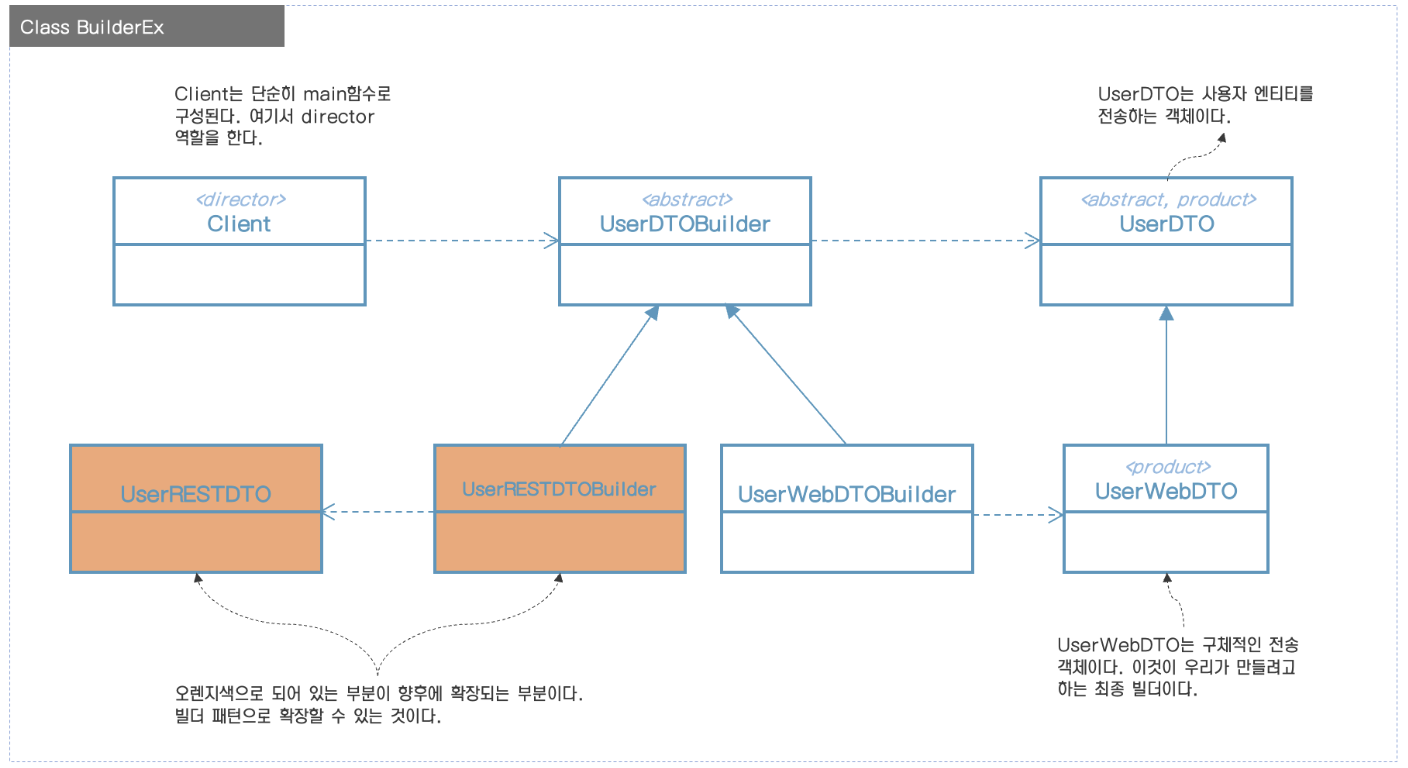 Class BuilderEx
Client는 단순히 main함수로
구성된다. 여기서 director
역할을 한다.
UserDTO는 사용자 엔티티를
전송하는 객체이다.
<director>
Client
<abstract>
UserDTOBuilder
<abstract, product>
UserDTO
UserRESTDTO
UserRESTDTOBuilder
UserWebDTOBuilder
<product>
UserWebDTO
오렌지색으로 되어 있는 부분이 향후에 확장되는 부분이다.
빌더 패턴으로 확장할 수 있는 것이다.
UserWebDTO는 구체적인 전송
객체이다. 이것이 우리가 만들려고
하는 최종 빌더이다.